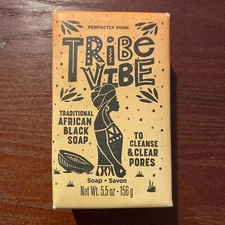 PERFECTLY POSH
TRiBE
VIBE
TRADITIONAL
AFRICAN
BLACK
SOAP
TO
CLEANSE
& CLEAR
PORES
Soap • Savon
Net Wt. 5.5 oz - 156 g